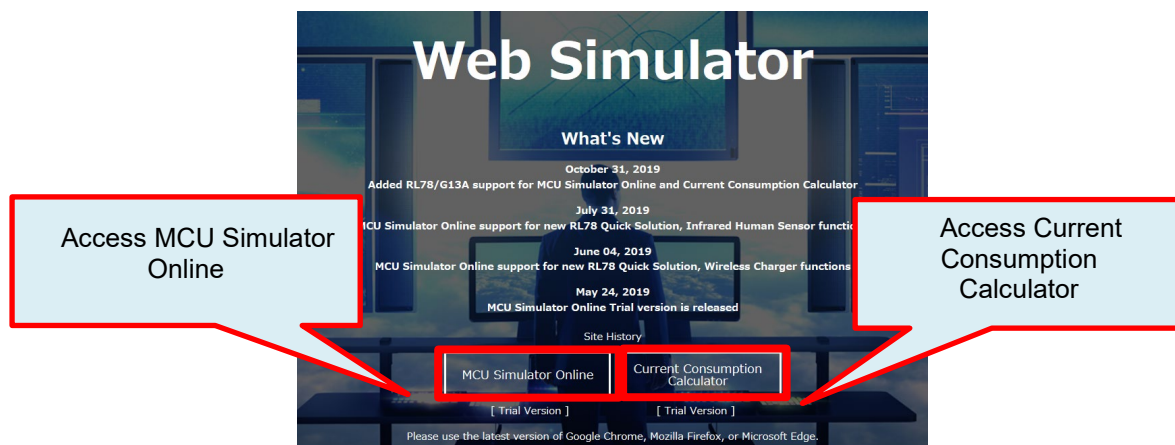 Web Simulator
What's New
October 31, 2019
Added RL78/G13A support for MCU Simulator Online and Current Consumption Calculator
July 31, 2019
MCU Simulator Online support for new RL78 Quick Solution, Infrared Human Sensor functio
June 04, 2019
MCU Simulator Online support for new RL78 Quick Solution, Wireless Charger functions
May 24, 2019
MCU Simulator Online Trial version is released
Site History
Access MCU Simulator
Online
Access Current
Consumption
Calculator
MCU Simulator Online
Current Consumption
Calculator
[ Trial Version ]
[ Trial Version ]
Please use the latest version of Google Chrome, Mozilla Firefox, or Microsoft Edge.